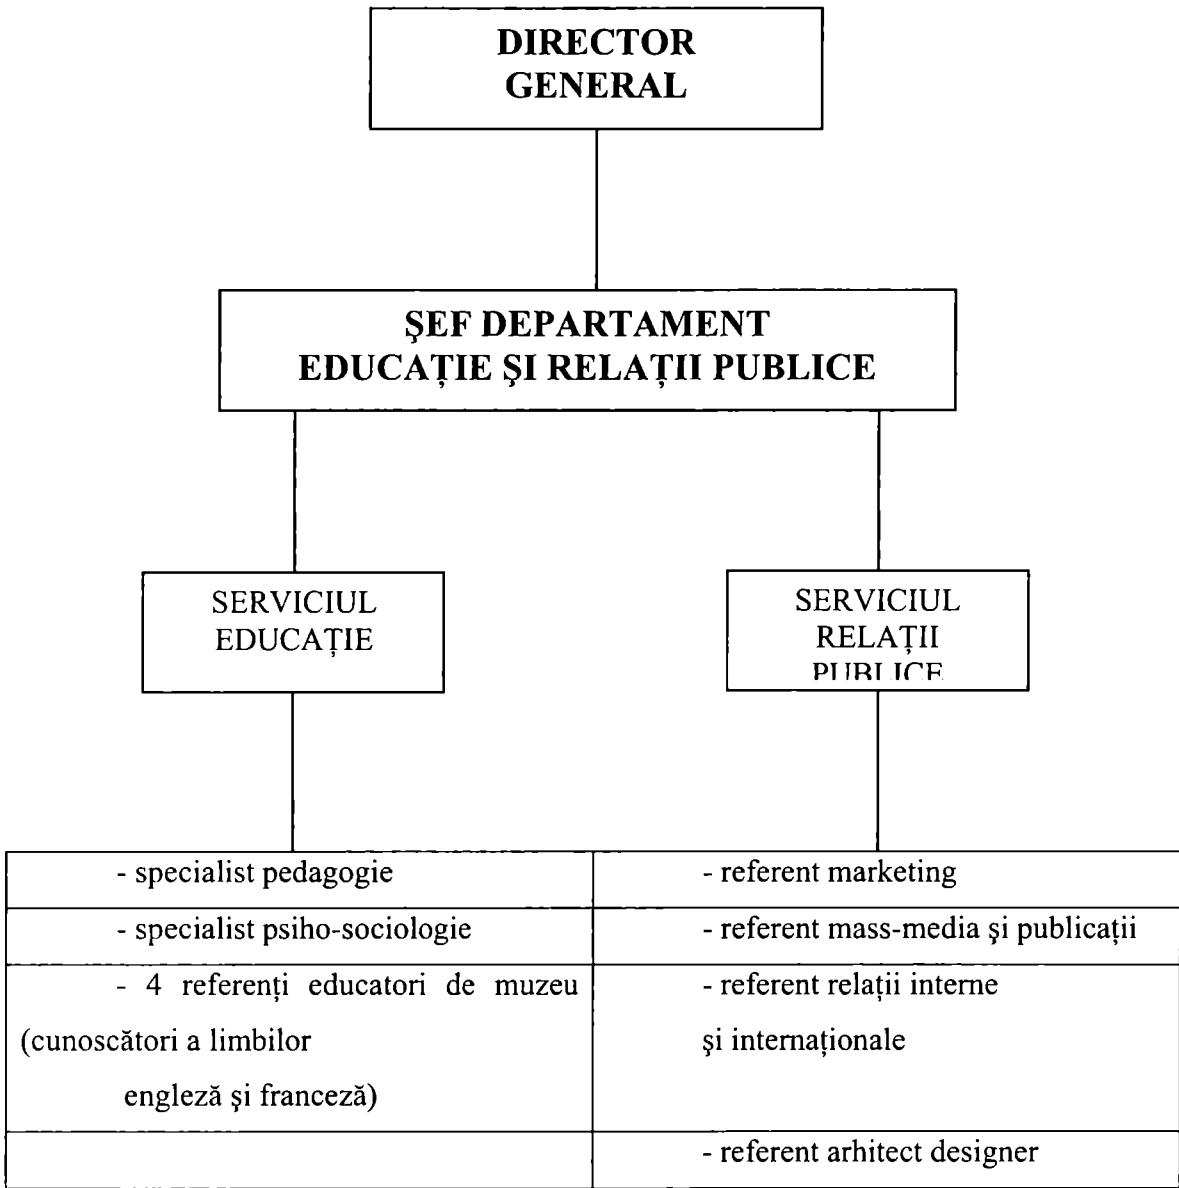 DIRECTOR
GENERAL
ŞEF DEPARTAMENT
EDUCAŢIE ŞI RELAŢII PUBLICE
SERVICIUL
EDUCAŢIE
SERVICIUL
RELAŢII
PUBLICE
- specialist pedagogie
- referent marketing
- specialist psiho-sociologie
- referent mass-media şi publicaţii
- 4 referenţi educatori de muzeu
(cunoscători a limbilor
engleză şi franceză)
- referent relaţii interne
şi internaţionale
- referent arhitect designer